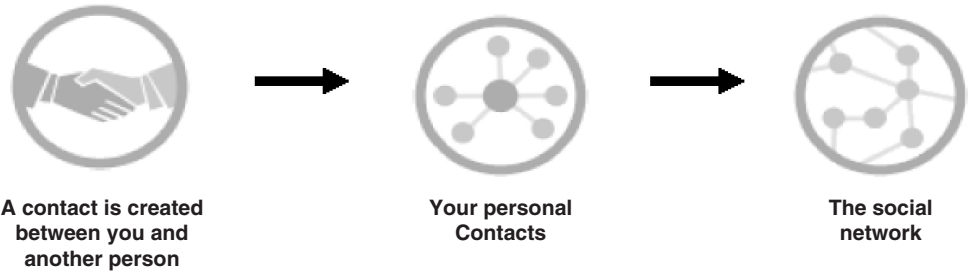 A contact is created
between you and
another person
Your personal
Contacts
The social
network